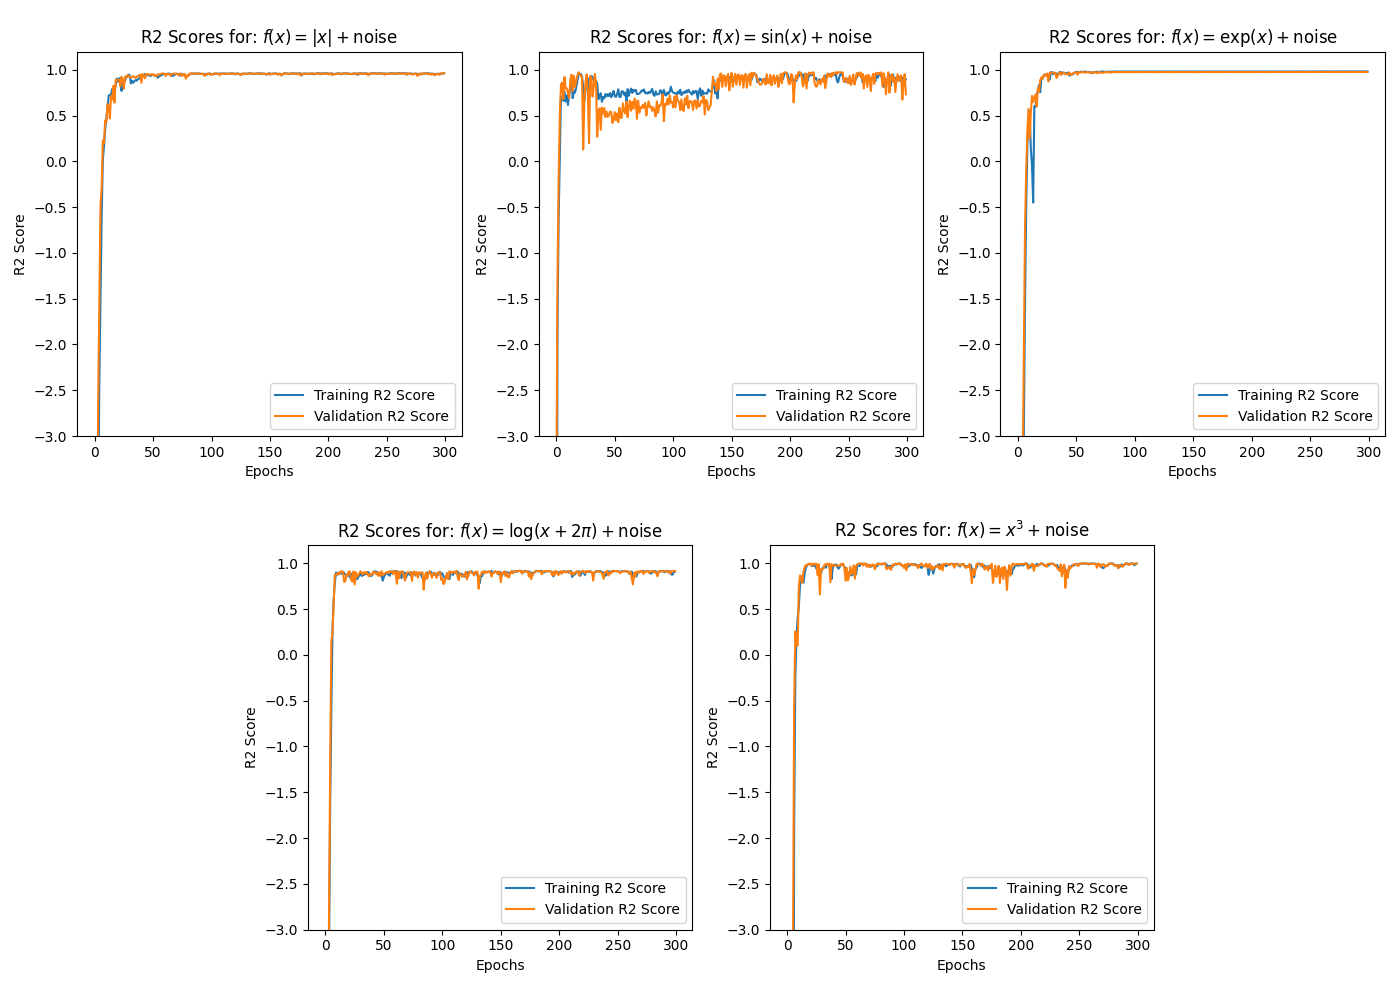 R2 Scores for: f(x) = |x| + noise
R2 Scores for: f(x) = sin(x) + noise
R2 Scores for: f(x) = exp(x) + noise
R2 Score
1.0
0.5
0.0
−0.5
−1.0
−1.5
−2.0
−2.5
−3.0
Training R2 Score
Validation R2 Score
0 50 100 150 200 250 300
Epochs
R2 Score
1.0
0.5
0.0
−0.5
−1.0
−1.5
−2.0
−2.5
−3.0
Training R2 Score
Validation R2 Score
0 50 100 150 200 250 300
Epochs
R2 Score
1.0
0.5
0.0
−0.5
−1.0
−1.5
−2.0
−2.5
−3.0
Training R2 Score
Validation R2 Score
0 50 100 150 200 250 300
Epochs
R2 Scores for: f(x) = log(x + 2π) + noise
R2 Scores for: f(x) = x³ + noise
R2 Score
1.0
0.5
0.0
−0.5
−1.0
−1.5
−2.0
−2.5
−3.0
Training R2 Score
Validation R2 Score
0 50 100 150 200 250 300
Epochs
R2 Score
1.0
0.5
0.0
−0.5
−1.0
−1.5
−2.0
−2.5
−3.0
Training R2 Score
Validation R2 Score
0 50 100 150 200 250 300
Epochs